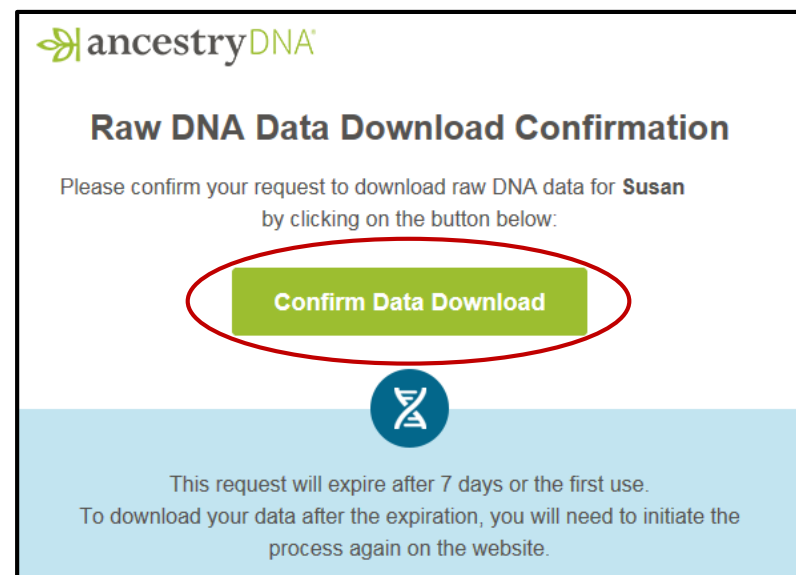 ancestryDNA
Raw DNA Data Download Confirmation
Please confirm your request to download raw DNA data for Susan
by clicking on the button below:
Confirm Data Download
This request will expire after 7 days or the first use.
To download your data after the expiration, you will need to initiate the
process again on the website.